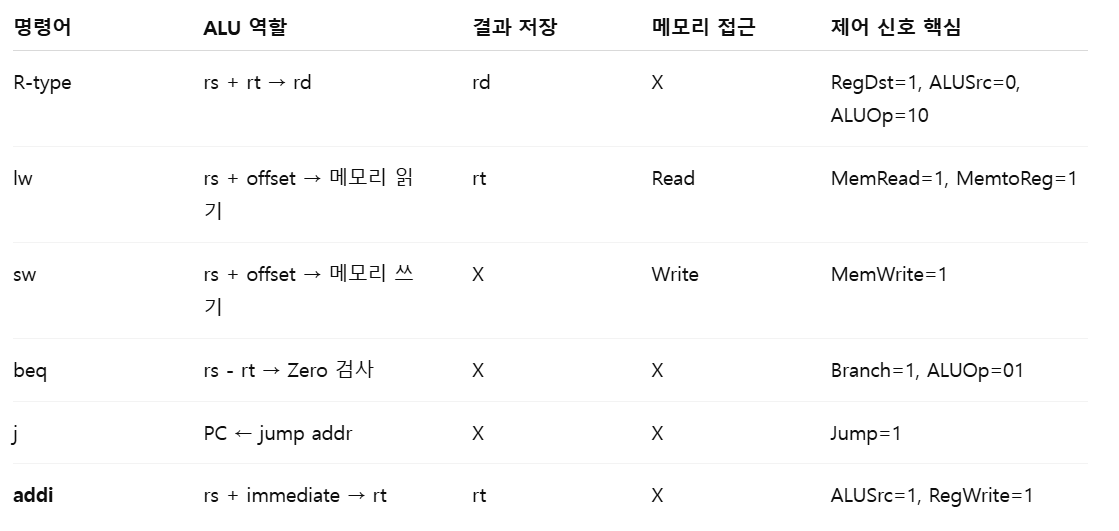 명령어 ALU 역할 결과 저장 메모리 접근 제어 신호 핵심
R-type rs + rt → rd rd X RegDst=1, ALUSrc=0,
ALUOp=10
lw rs + offset → 메모리 읽 rt Read MemRead=1, MemtoReg=1
기
sw rs + offset → 메모리 쓰 X Write MemWrite=1
기
beq rs - rt → Zero 검사 X X Branch=1, ALUOp=01
j PC ← jump addr X X Jump=1
addi rs + immediate → rt rt X ALUSrc=1, RegWrite=1